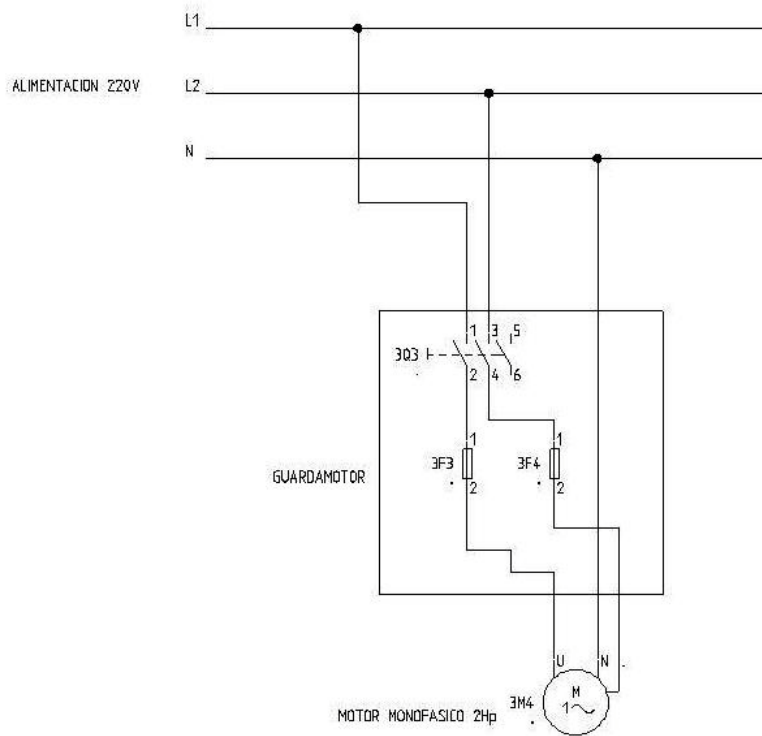 L1
ALIMENTACION 220V L2
N
1 3 5
3Q3
2 4 6
1 1
3F3 3F4
2 2
GUARDAMOTOR
U N
M
3M4
1~
MOTOR MONOFASICO 2Hp